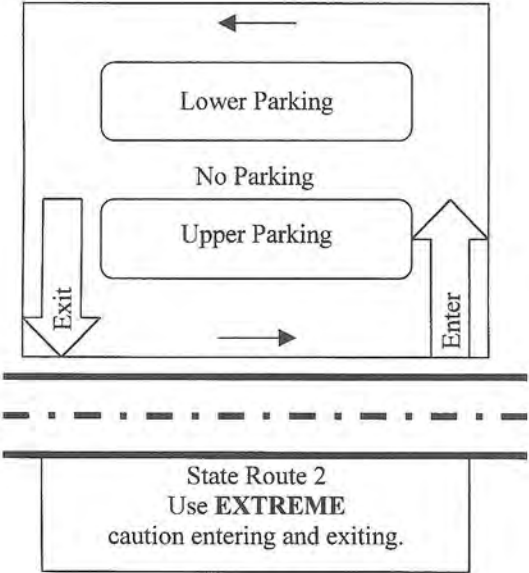 Lower Parking
No Parking
Upper Parking
Exit
Enter
State Route 2
Use EXTREME
caution entering and exiting.